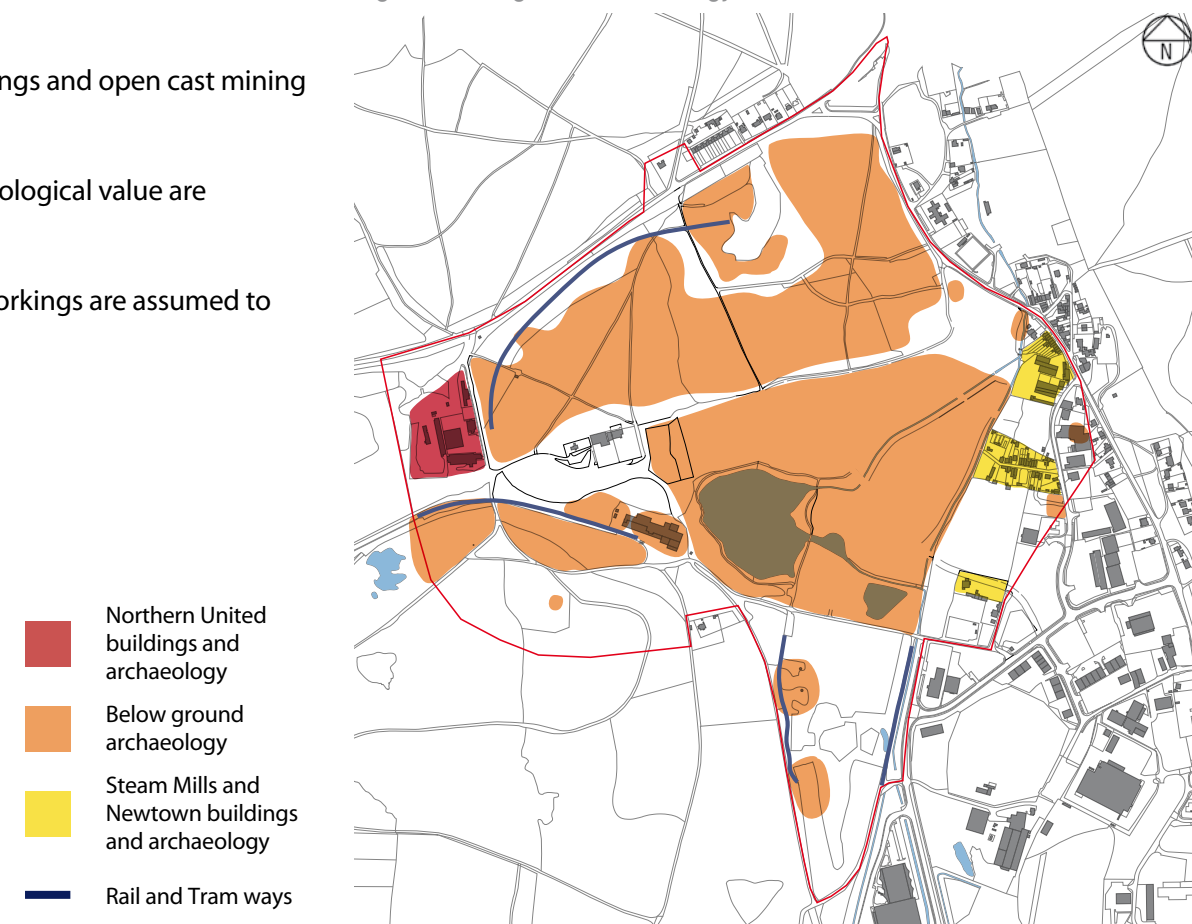 ngs and open cast mining
ological value are
orkings are assumed to
N
Northern United
buildings and
archaeology
Below ground
archaeology
Steam Mills and
Newtown buildings
and archaeology
Rail and Tram ways